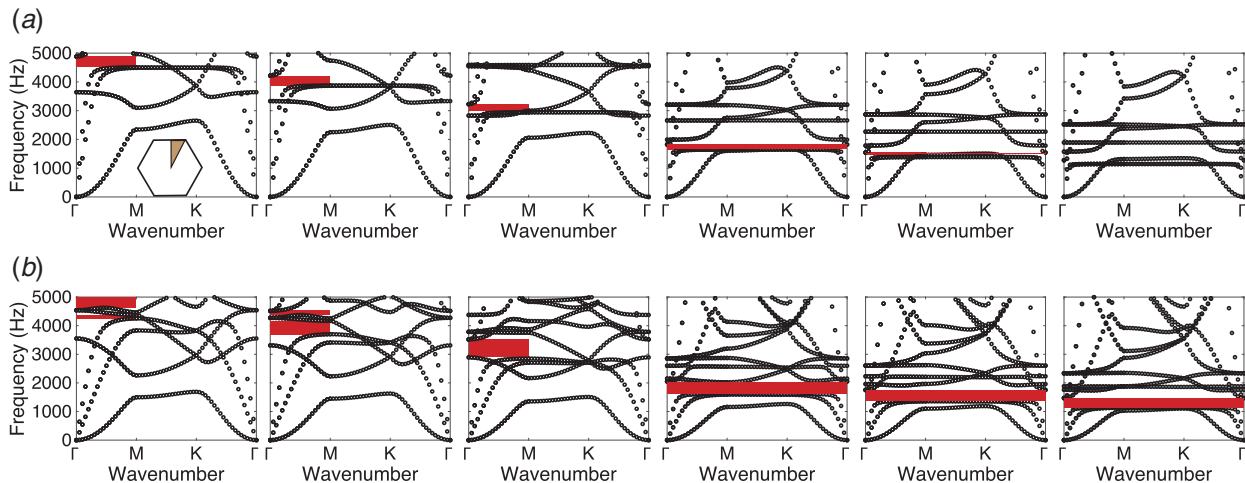 (a)
Frequency (Hz)
5000
4000
3000
2000
1000
0
Γ M K Γ Γ M K Γ Γ M K Γ Γ M K Γ Γ M K Γ Γ M K Γ
Wavenumber Wavenumber Wavenumber Wavenumber Wavenumber Wavenumber
(b)
Frequency (Hz)
5000
4000
3000
2000
1000
0
Γ M K Γ Γ M K Γ Γ M K Γ Γ M K Γ Γ M K Γ Γ M K Γ
Wavenumber Wavenumber Wavenumber Wavenumber Wavenumber Wavenumber